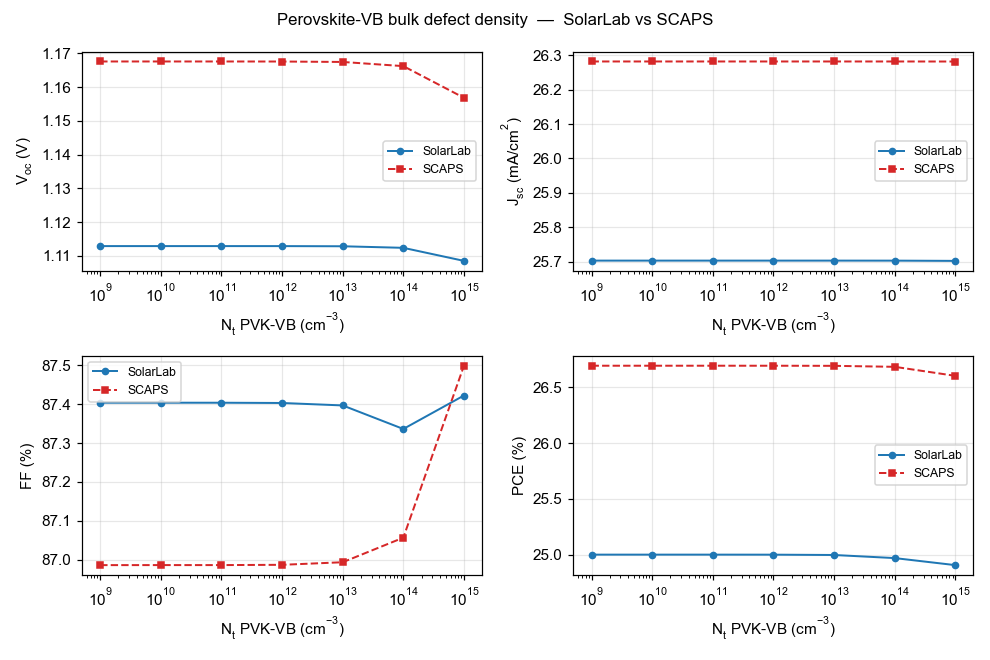 Perovskite-VB bulk defect density — SolarLab vs SCAPS
1.17
1.16
1.15
1.14
1.13
1.12
1.11
V_oc (V)
SolarLab
SCAPS
10^9 10^10 10^11 10^12 10^13 10^14 10^15
N_t PVK-VB (cm^−3)
26.3
26.2
26.1
26.0
25.9
25.8
25.7
J_sc (mA/cm^2)
SolarLab
SCAPS
10^9 10^10 10^11 10^12 10^13 10^14 10^15
N_t PVK-VB (cm^−3)
87.5
87.4
87.3
87.2
87.1
87.0
FF (%)
SolarLab
SCAPS
10^9 10^10 10^11 10^12 10^13 10^14 10^15
N_t PVK-VB (cm^−3)
26.5
26.0
25.5
25.0
PCE (%)
SolarLab
SCAPS
10^9 10^10 10^11 10^12 10^13 10^14 10^15
N_t PVK-VB (cm^−3)